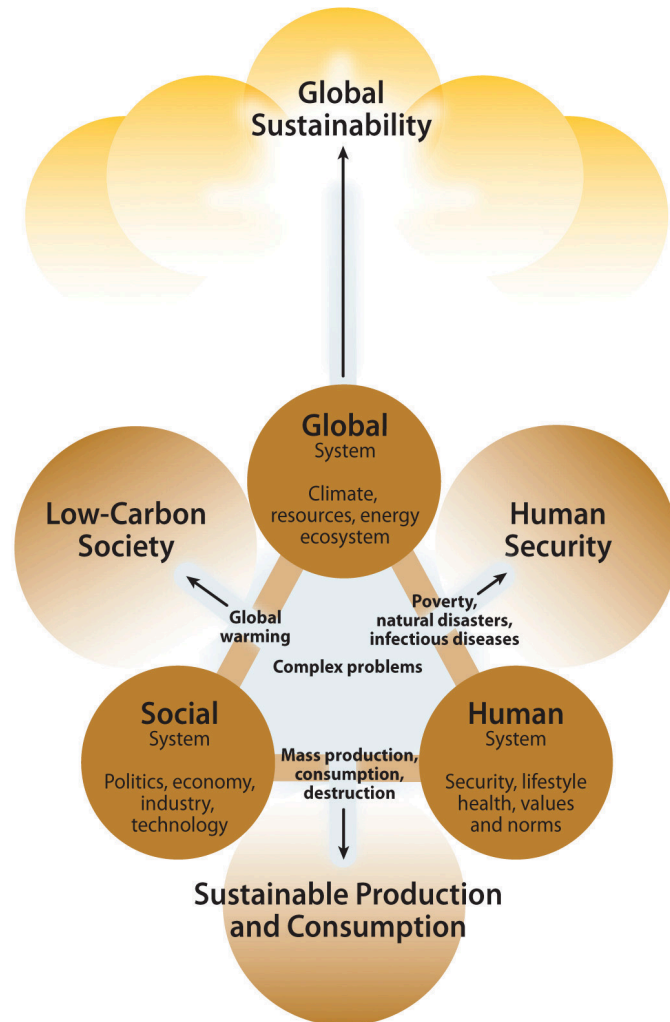 Global
Sustainability
Global
System
Climate,
resources, energy
ecosystem
Low-Carbon
Society
Human
Security
Global
warming
Poverty,
natural disasters,
infectious diseases
Complex problems
Social
System
Politics, economy,
industry,
technology
Mass production,
consumption,
destruction
Human
System
Security, lifestyle
health, values
and norms
Sustainable Production
and Consumption